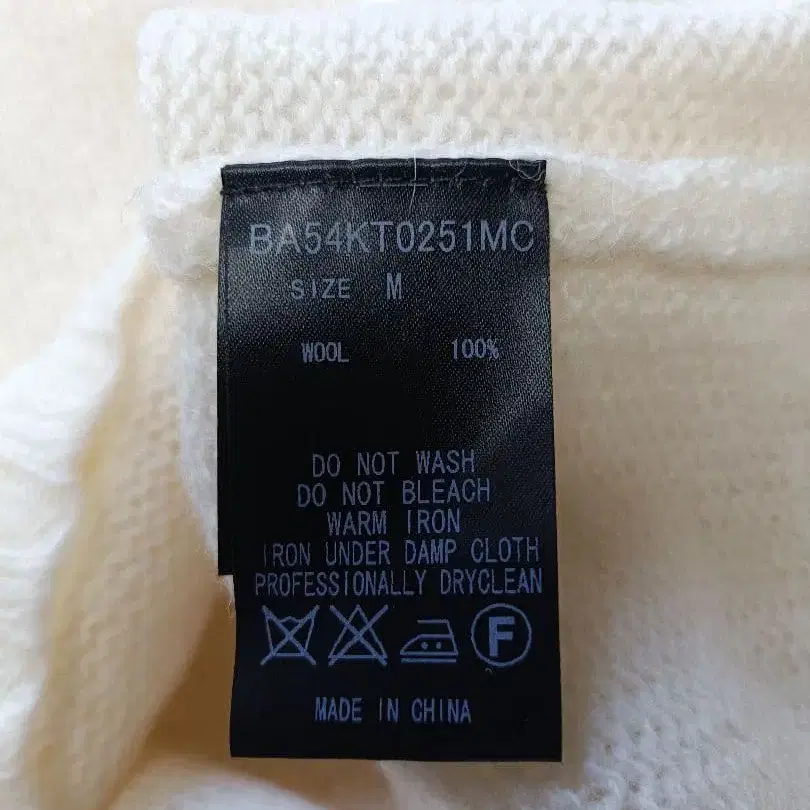 BA54KT0251MC
SIZE M
WOOL 100%
DO NOT WASH
DO NOT BLEACH
WARM IRON
IRON UNDER DAMP CLOTH
PROFESSIONALLY DRYCLEAN
F
MADE IN CHINA